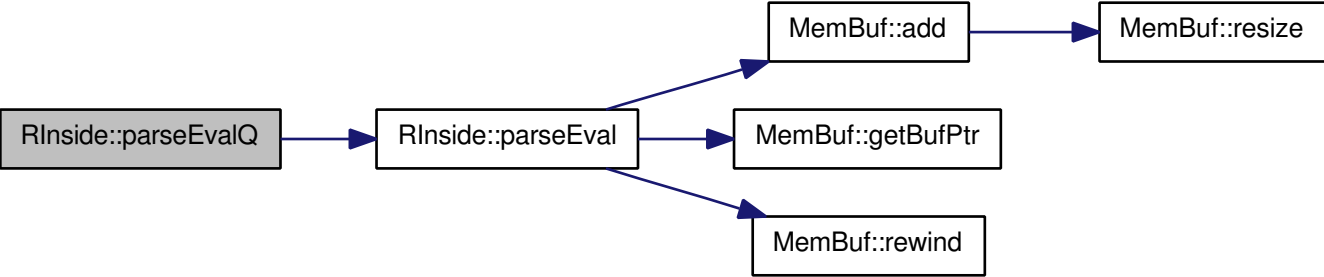 RInside::parseEvalQ
RInside::parseEval
MemBuf::add
MemBuf::resize
MemBuf::getBufPtr
MemBuf::rewind